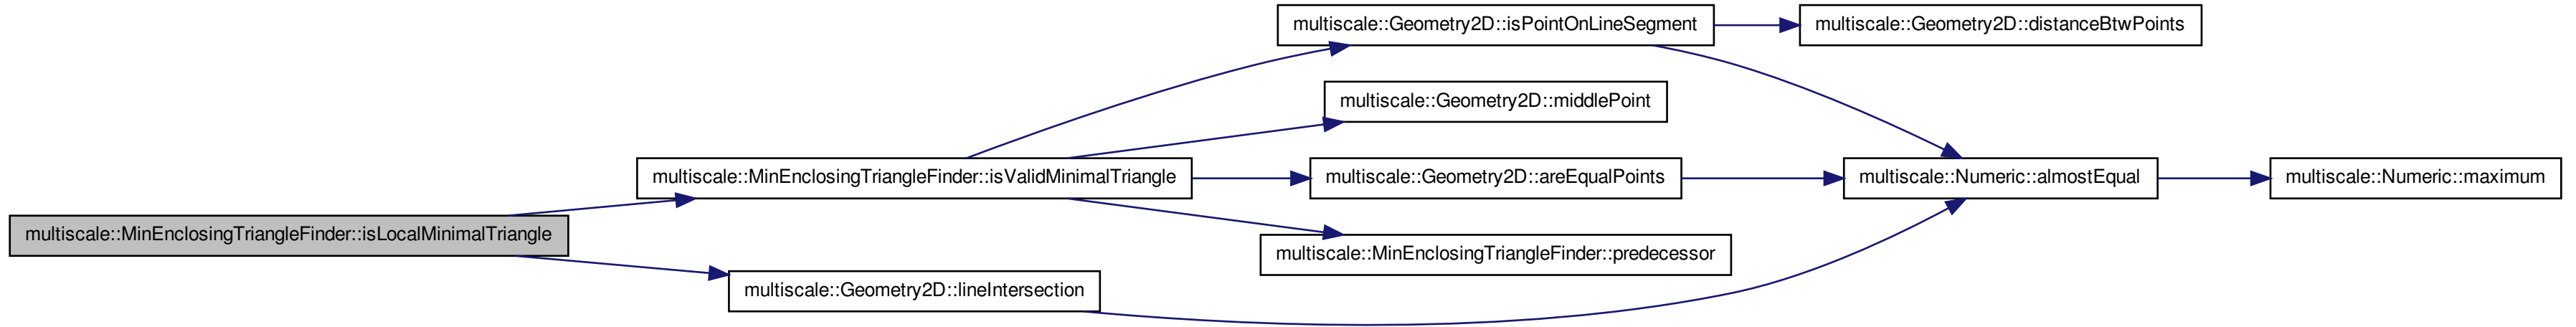 multiscale::Geometry2D::isPointOnLineSegment
multiscale::Geometry2D::distanceBtwPoints
multiscale::Geometry2D::middlePoint
multiscale::MinEnclosingTriangleFinder::isValidMinimalTriangle
multiscale::Geometry2D::areEqualPoints
multiscale::Numeric::almostEqual
multiscale::Numeric::maximum
multiscale::MinEnclosingTriangleFinder::isLocalMinimalTriangle
multiscale::MinEnclosingTriangleFinder::predecessor
multiscale::Geometry2D::lineIntersection